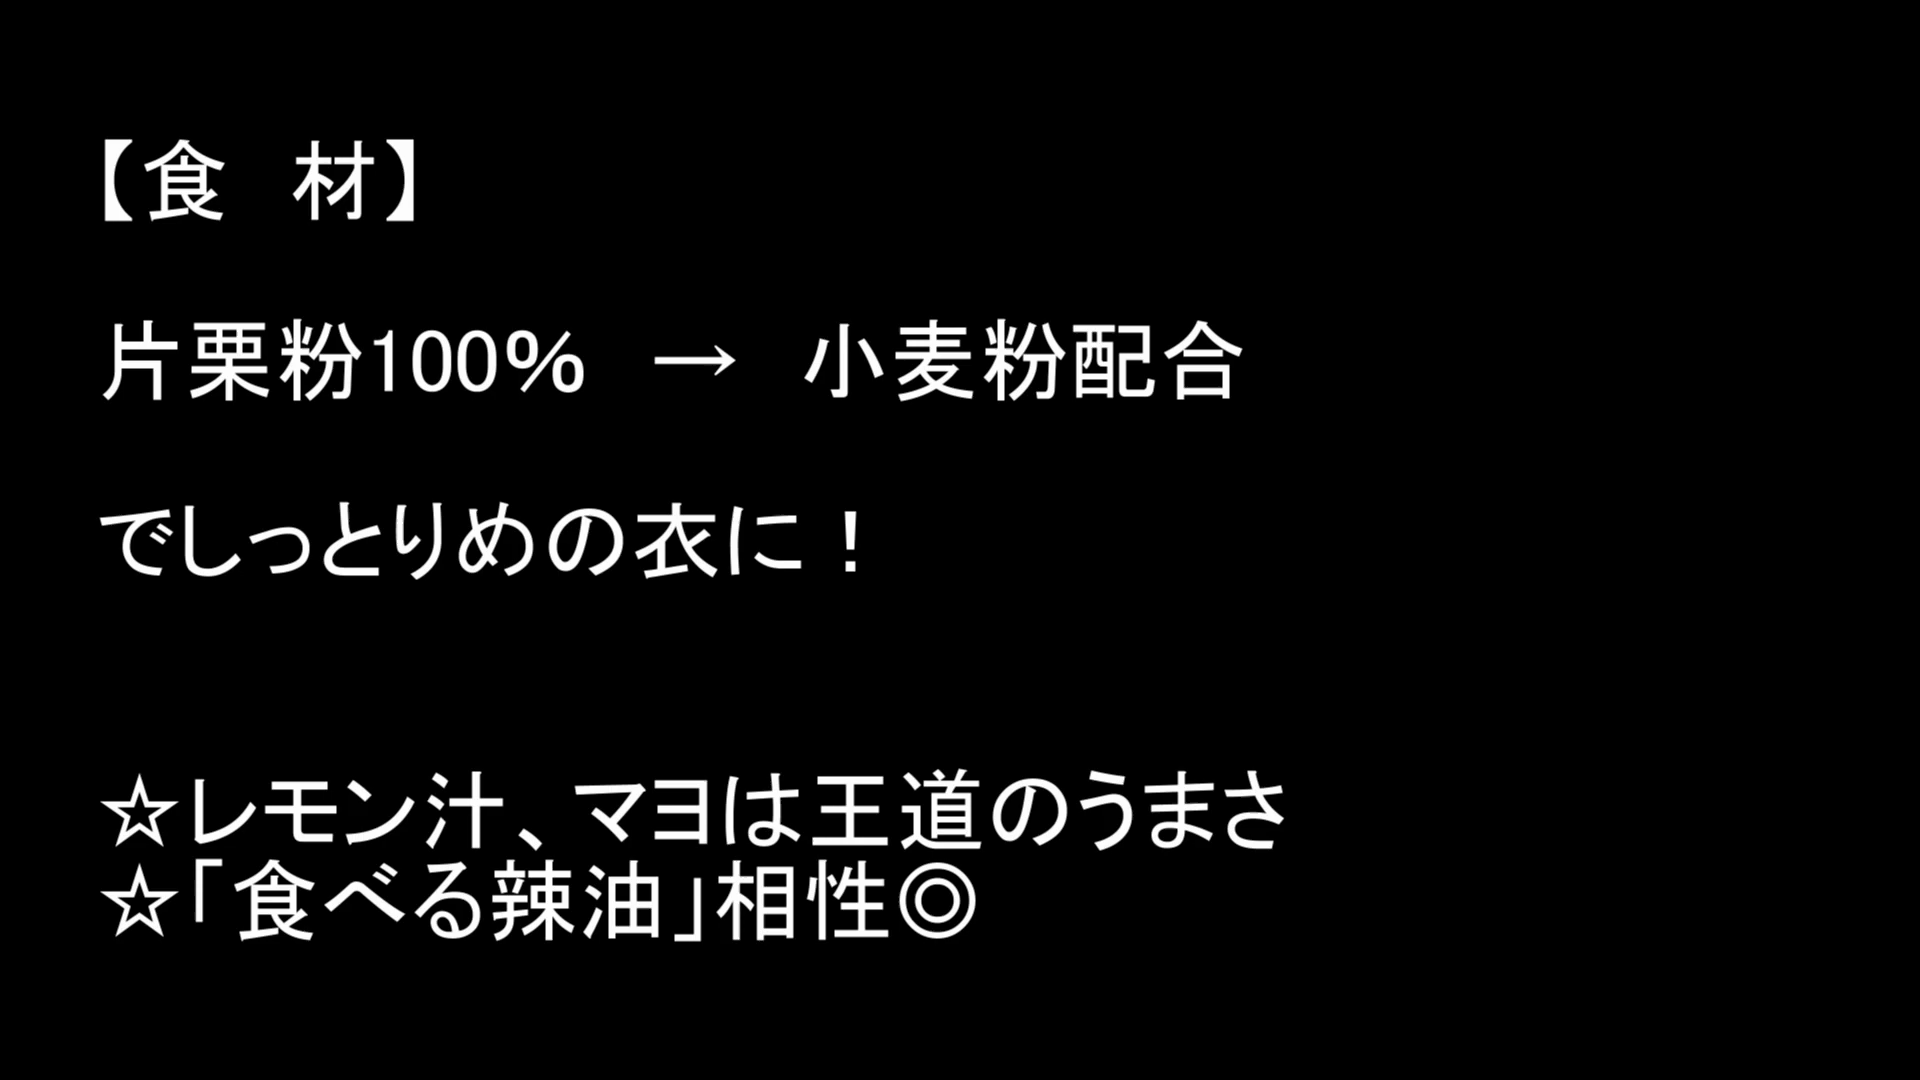 【食　材】
片栗粉100％　→　小麦粉配合
でしっとりめの衣に！
☆レモン汁、マヨは王道のうまさ
☆「食べる辣油」相性◎